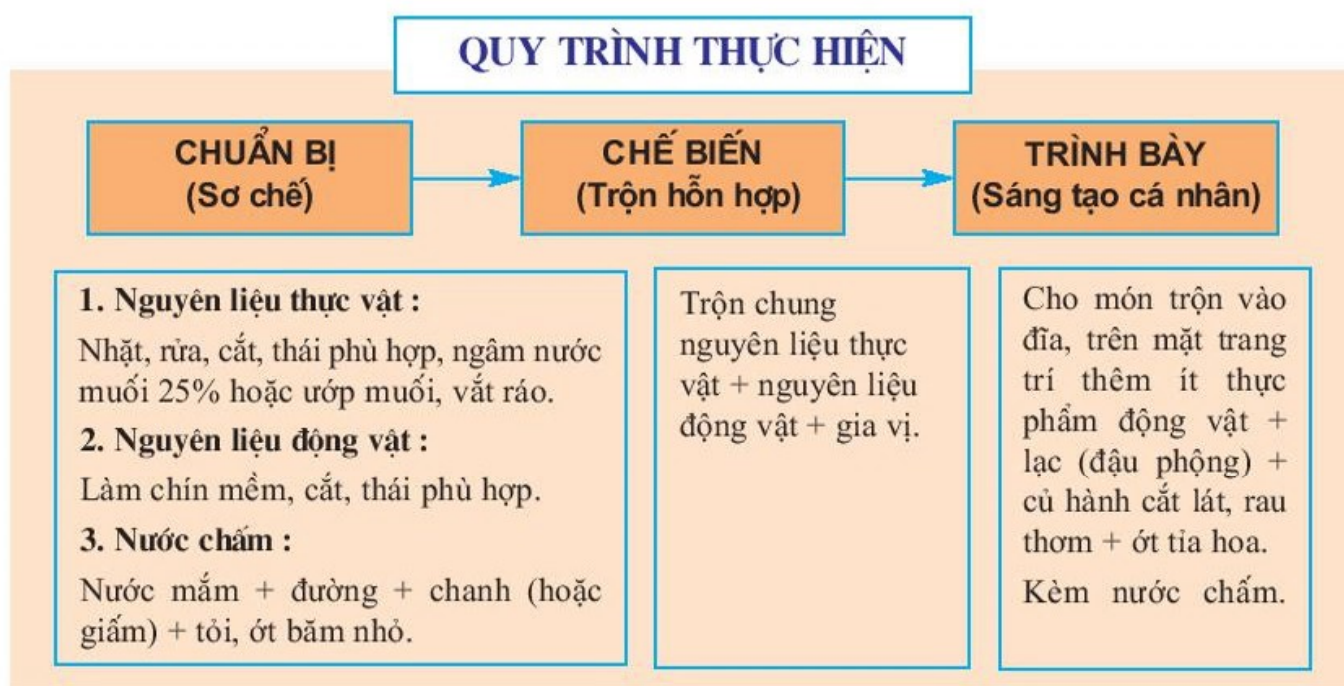 QUY TRÌNH THỰC HIỆN
CHUẨN BỊ
(Sơ chế)
CHẾ BIẾN
(Trộn hỗn hợp)
TRÌNH BÀY
(Sáng tạo cá nhân)
1. Nguyên liệu thực vật :
Nhặt, rửa, cắt, thái phù hợp, ngâm nước
muối 25% hoặc ướp muối, vắt ráo.
2. Nguyên liệu động vật :
Làm chín mềm, cắt, thái phù hợp.
3. Nước chấm :
Nước mắm + đường + chanh (hoặc
giấm) + tỏi, ớt băm nhỏ.
Trộn chung
nguyên liệu thực
vật + nguyên liệu
động vật + gia vị.
Cho món trộn vào
đĩa, trên mặt trang
trí thêm ít thực
phẩm động vật +
lạc (đậu phộng) +
củ hành cắt lát, rau
thơm + ớt tỉa hoa.
Kèm nước chấm.